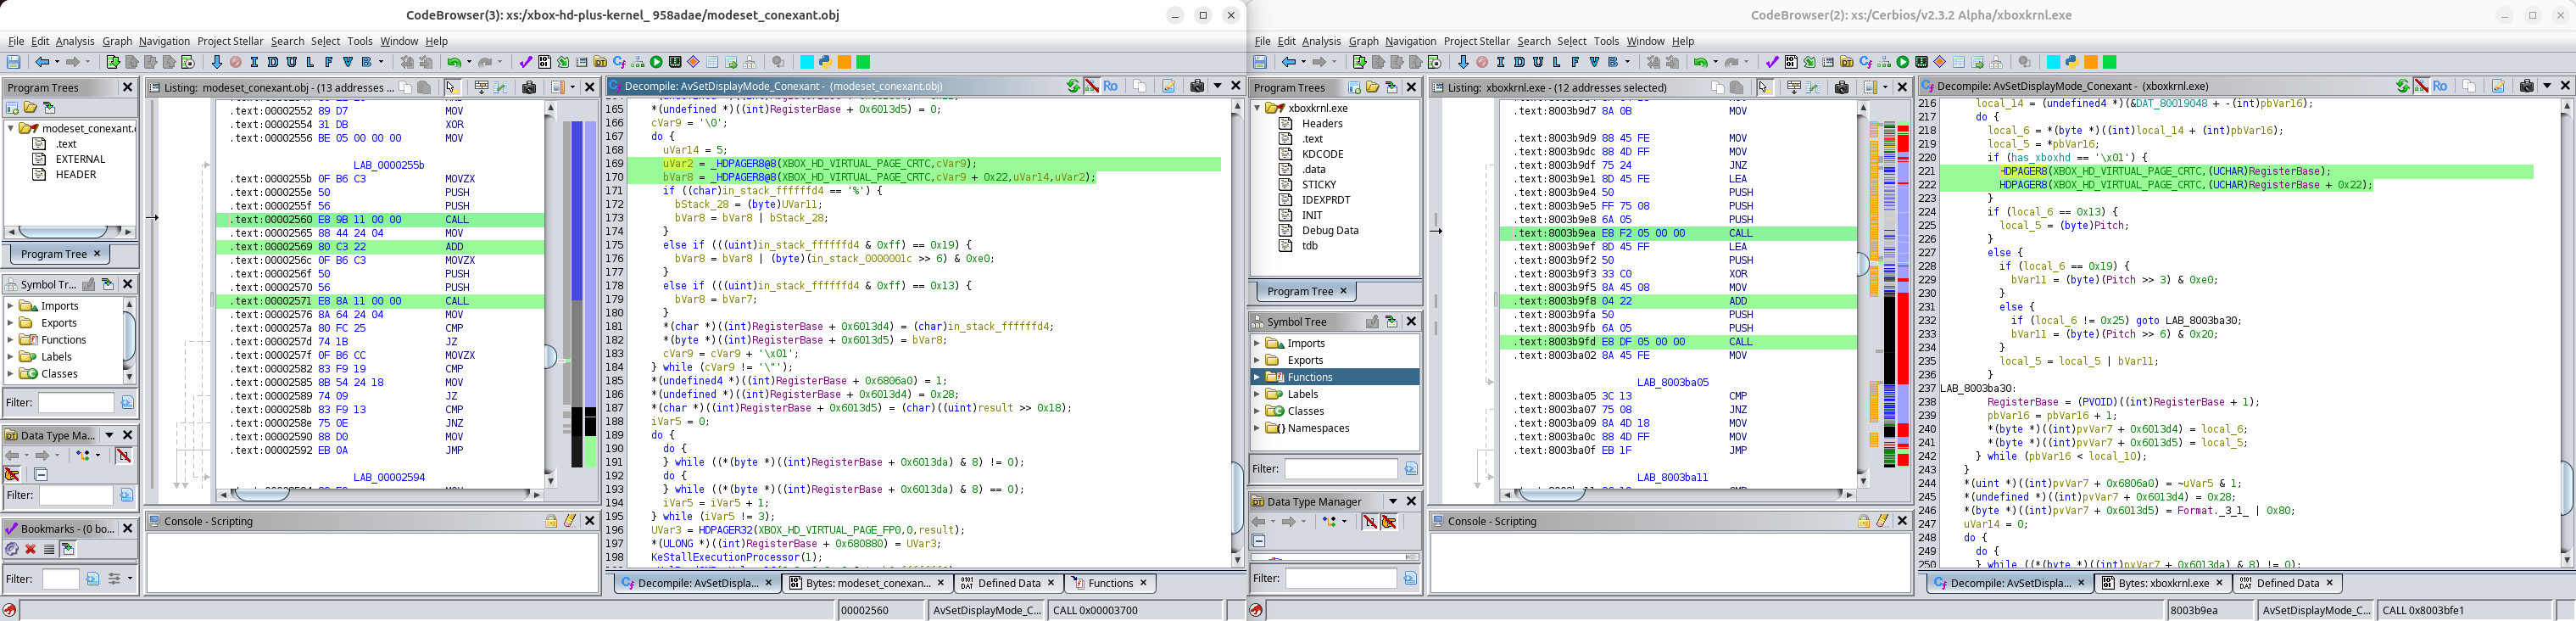 CodeBrowser(3): xs:/xbox-hd-plus-kernel_ 958adae/modeset_conexant.obj
File Edit Analysis Graph Navigation Project Stellar Search Select Tools Window Help
Program Trees
modeset_conexant.o
.text
EXTERNAL
HEADER
Program Tree
Symbol Tr...
Imports
Exports
Functions
Labels
Classes
Filter:
Data Type Ma...
Filter:
Bookmarks - (0 bo...
Filter:
Listing: modeset_conexant.obj - (13 addresses ...
.text:00002552 89 D7 MOV
.text:00002554 31 DB XOR
.text:00002556 BE 05 00 00 00 MOV
LAB_0000255b
.text:0000255b 0F B6 C3 MOVZX
.text:0000255e 50 PUSH
.text:0000255f 56 PUSH
.text:00002560 E8 9B 11 00 00 CALL
.text:00002565 88 44 24 04 MOV
.text:00002569 80 C3 22 ADD
.text:0000256c 0F B6 C3 MOVZX
.text:0000256f 50 PUSH
.text:00002570 56 PUSH
.text:00002571 E8 8A 11 00 00 CALL
.text:00002576 8A 64 24 04 MOV
.text:0000257a 80 FC 25 CMP
.text:0000257d 74 1B JZ
.text:0000257f 0F B6 CC MOVZX
.text:00002582 83 F9 19 CMP
.text:00002585 8B 54 24 18 MOV
.text:00002589 74 09 JZ
.text:0000258b 83 F9 13 CMP
.text:0000258e 75 0E JNZ
.text:00002590 88 D0 MOV
.text:00002592 EB 0A JMP
LAB_00002594
Console - Scripting
Decompile: AvSetDisplayMode_Conexant - (modeset_conexant.obj)
165 *(undefined *)((int)RegisterBase + 0x6013d5) = 0;
166 cVar9 = '\0';
167 do {
168 uVar14 = 5;
169 uVar2 = _HDPAGER8@8(XBOX_HD_VIRTUAL_PAGE_CRTC,cVar9);
170 bVar8 = _HDPAGER8@8(XBOX_HD_VIRTUAL_PAGE_CRTC,cVar9 + 0x22,uVar14,uVar2);
171 if ((char)in_stack_ffffffd4 == '%') {
172 bStack_28 = (byte)UVar11;
173 bVar8 = bVar8 | bStack_28;
174 }
175 else if (((uint)in_stack_ffffffd4 & 0xff) == 0x19) {
176 bVar8 = bVar8 | (byte)(in_stack_0000001c >> 6) & 0xe0;
177 }
178 else if (((uint)in_stack_ffffffd4 & 0xff) == 0x13) {
179 bVar8 = bVar7;
180 }
181 *(char *)((int)RegisterBase + 0x6013d4) = (char)in_stack_ffffffd4;
182 *(byte *)((int)RegisterBase + 0x6013d5) = bVar8;
183 cVar9 = cVar9 + '\x01';
184 } while (cVar9 != '\"');
185 *(undefined4 *)((int)RegisterBase + 0x6806a0) = 1;
186 *(undefined *)((int)RegisterBase + 0x6013d4) = 0x28;
187 *(char *)((int)RegisterBase + 0x6013d5) = (char)((uint)result >> 0x18);
188 iVar5 = 0;
189 do {
190 do {
191 } while ((*(byte *)((int)RegisterBase + 0x6013da) & 8) != 0);
192 do {
193 } while ((*(byte *)((int)RegisterBase + 0x6013da) & 8) == 0);
194 iVar5 = iVar5 + 1;
195 } while (iVar5 != 3);
196 UVar3 = HDPAGER32(XBOX_HD_VIRTUAL_PAGE_FP0,0,result);
197 *(ULONG *)((int)RegisterBase + 0x680880) = UVar3;
198 KeStallExecutionProcessor(1);
Decompile: AvSetDispla... Bytes: modeset_conexan... Defined Data Functions
00002560 AvSetDisplayMode_C... CALL 0x00003700
CodeBrowser(2): xs:/Cerbios/v2.3.2 Alpha/xboxkrnl.exe
File Edit Analysis Graph Navigation Project Stellar Search Select Tools Window Help
Program Trees
xboxkrnl.exe
Headers
.text
KDCODE
.data
STICKY
IDEXPRDT
INIT
Debug Data
tdb
Program Tree
Symbol Tree
Imports
Exports
Functions
Labels
Classes
Namespaces
Filter:
Data Type Manager
Filter:
Listing: xboxkrnl.exe - (12 addresses selected)
.text:8003b9d7 8A 0B MOV
.text:8003b9d9 88 45 FE MOV
.text:8003b9dc 88 4D FF MOV
.text:8003b9df 75 24 JNZ
.text:8003b9e1 8D 45 FE LEA
.text:8003b9e4 50 PUSH
.text:8003b9e5 FF 75 08 PUSH
.text:8003b9e8 6A 05 PUSH
.text:8003b9ea E8 F2 05 00 00 CALL
.text:8003b9ef 8D 45 FF LEA
.text:8003b9f2 50 PUSH
.text:8003b9f3 33 C0 XOR
.text:8003b9f5 8A 45 08 MOV
.text:8003b9f8 04 22 ADD
.text:8003b9fa 50 PUSH
.text:8003b9fb 6A 05 PUSH
.text:8003b9fd E8 DF 05 00 00 CALL
.text:8003ba02 8A 45 FE MOV
LAB_8003ba05
.text:8003ba05 3C 13 CMP
.text:8003ba07 75 08 JNZ
.text:8003ba09 8A 4D 18 MOV
.text:8003ba0c 88 4D FF MOV
.text:8003ba0f EB 1F JMP
LAB_8003ba11
Console - Scripting
Decompile: AvSetDisplayMode_Conexant - (xboxkrnl.exe)
216 local_14 = (undefined4 *)(&DAT_80019048 + -(int)pbVar16);
217 do {
218 local_6 = *(byte *)((int)local_14 + (int)pbVar16);
219 local_5 = *pbVar16;
220 if (has_xboxhd == '\x01') {
221 HDPAGER8(XBOX_HD_VIRTUAL_PAGE_CRTC,(UCHAR)RegisterBase);
222 HDPAGER8(XBOX_HD_VIRTUAL_PAGE_CRTC,(UCHAR)RegisterBase + 0x22);
223 }
224 if (local_6 == 0x13) {
225 local_5 = (byte)Pitch;
226 }
227 else {
228 if (local_6 == 0x19) {
229 bVar11 = (byte)(Pitch >> 3) & 0xe0;
230 }
231 else {
232 if (local_6 != 0x25) goto LAB_8003ba30;
233 bVar11 = (byte)(Pitch >> 6) & 0x20;
234 }
235 local_5 = local_5 | bVar11;
236 }
237 LAB_8003ba30:
238 RegisterBase = (PVOID)((int)RegisterBase + 1);
239 pbVar16 = pbVar16 + 1;
240 *(byte *)((int)pvVar7 + 0x6013d4) = local_6;
241 *(byte *)((int)pvVar7 + 0x6013d5) = local_5;
242 } while (pbVar16 < local_10);
243 }
244 *(uint *)((int)pvVar7 + 0x6806a0) = ~uVar5 & 1;
245 *(undefined *)((int)pvVar7 + 0x6013d4) = 0x28;
246 *(byte *)((int)pvVar7 + 0x6013d5) = Format._3_1_ | 0x80;
247 uVar14 = 0;
248 do {
249 do {
250 } while ((*(byte *)((int)pvVar7 + 0x6013da) & 8) != 0);
Decompile: AvSetDispla... Bytes: xboxkrnl.exe Defined Data
8003b9ea AvSetDisplayMode_C... CALL 0x8003bfe1